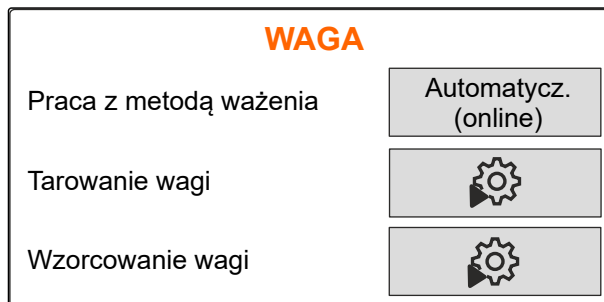 WAGA
Praca z metodą ważenia
Automatycz.
(online)
Tarowanie wagi
Wzorcowanie wagi